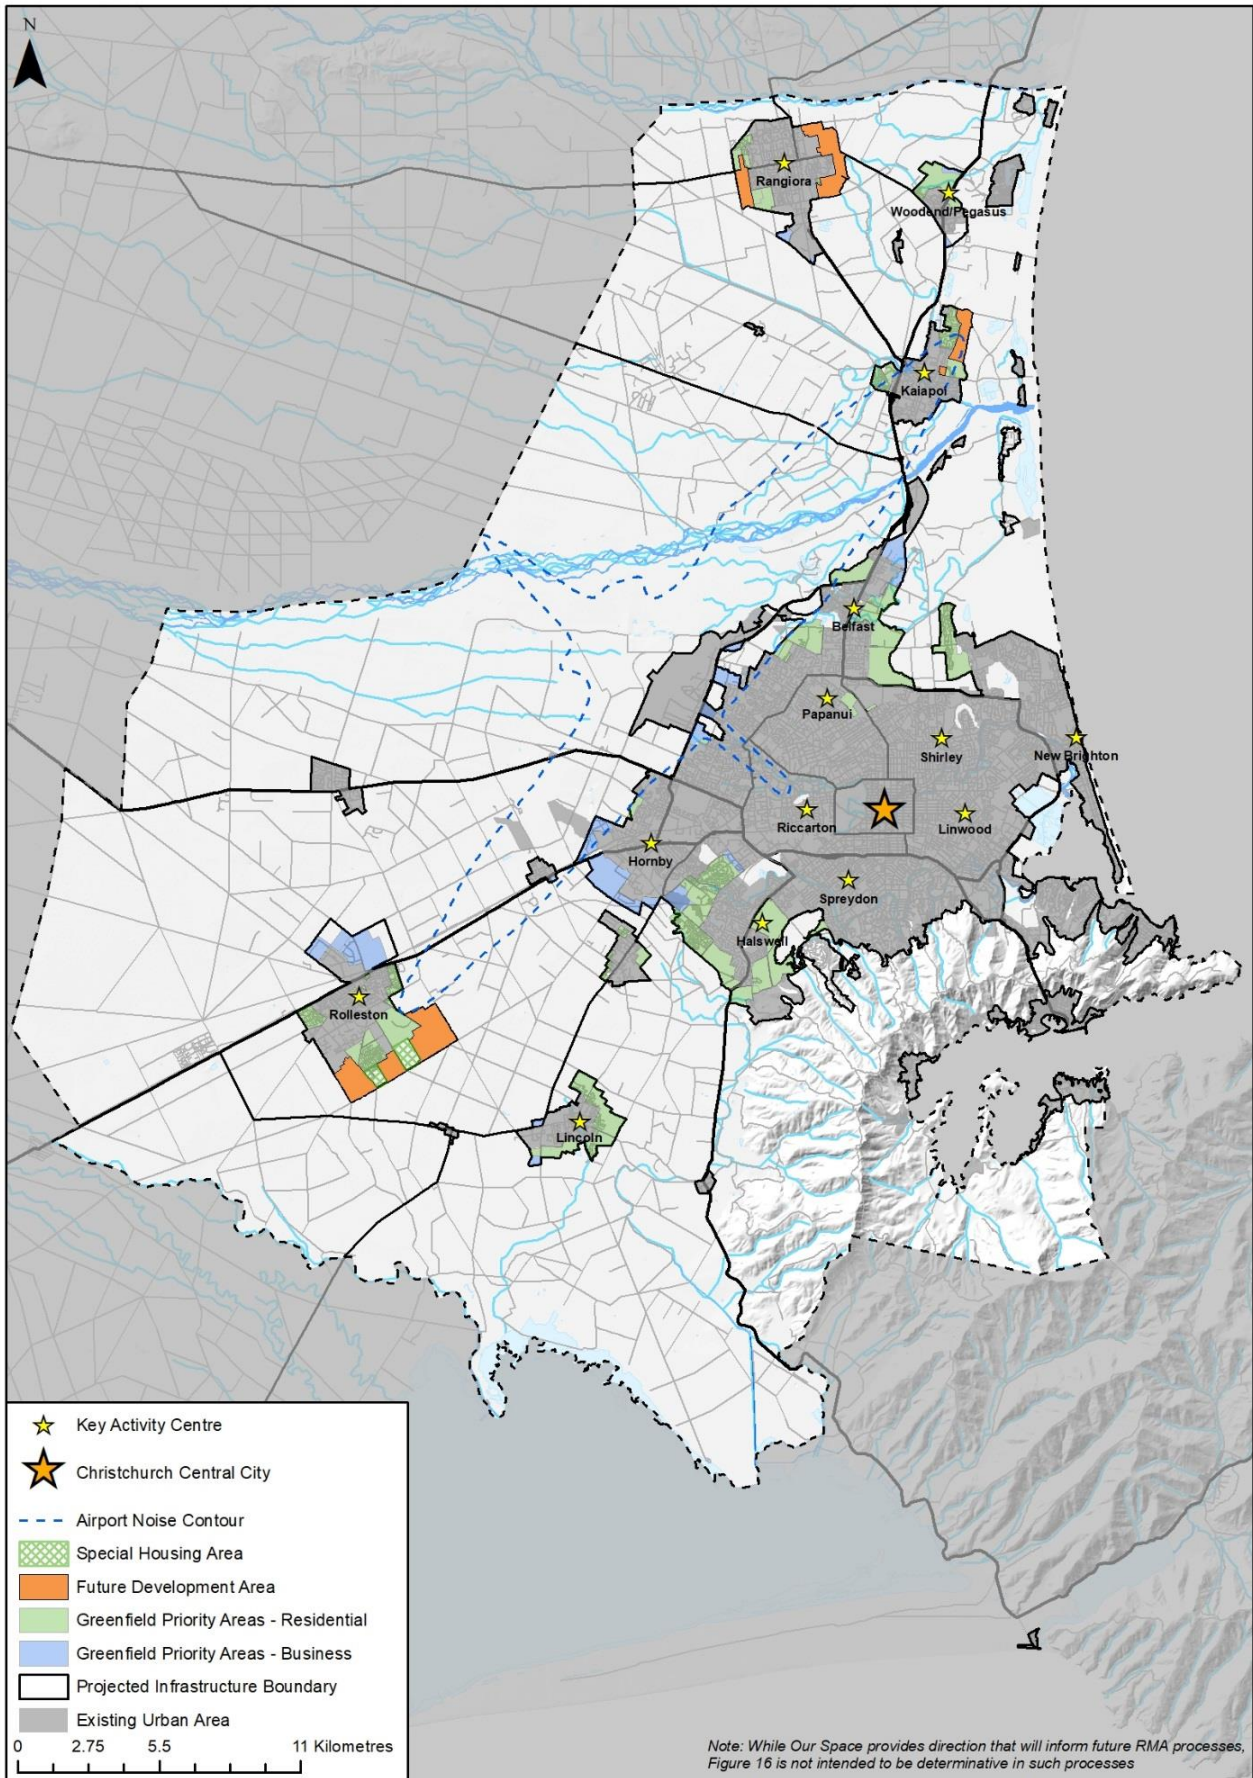 N
Rangiora
Woodend/Pegasus
Kaiapoi
Belfast
Papanui
Shirley
New Brighton
Riccarton
Linwood
Hornby
Spreydon
Halswell
Rolleston
Lincoln
Key Activity Centre
Christchurch Central City
Airport Noise Contour
Special Housing Area
Future Development Area
Greenfield Priority Areas - Residential
Greenfield Priority Areas - Business
Projected Infrastructure Boundary
Existing Urban Area
0 2.75 5.5 11 Kilometres
Note: While Our Space provides direction that will inform future RMA processes,
Figure 16 is not intended to be determinative in such processes